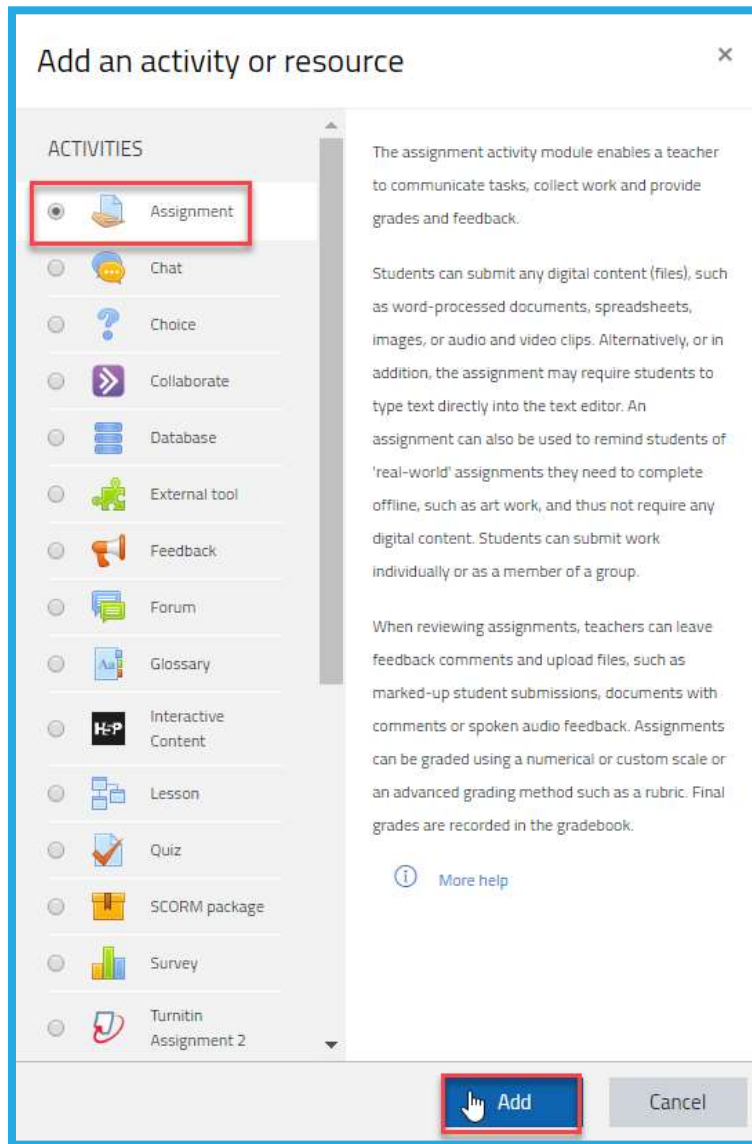 Add an activity or resource
×
ACTIVITIES
Assignment
Chat
Choice
Collaborate
Database
External tool
Feedback
Forum
Aa
Glossary
H-P
Interactive
Content
Lesson
Quiz
SCORM package
Survey
Turnitin
Assignment 2
The assignment activity module enables a teacher
to communicate tasks, collect work and provide
grades and feedback.
Students can submit any digital content (files), such
as word-processed documents, spreadsheets,
images, or audio and video clips. Alternatively, or in
addition, the assignment may require students to
type text directly into the text editor. An
assignment can also be used to remind students of
'real-world' assignments they need to complete
offline, such as art work, and thus not require any
digital content. Students can submit work
individually or as a member of a group.
When reviewing assignments, teachers can leave
feedback comments and upload files, such as
marked-up student submissions, documents with
comments or spoken audio feedback. Assignments
can be graded using a numerical or custom scale or
an advanced grading method such as a rubric. Final
grades are recorded in the gradebook.
More help
Add
Cancel